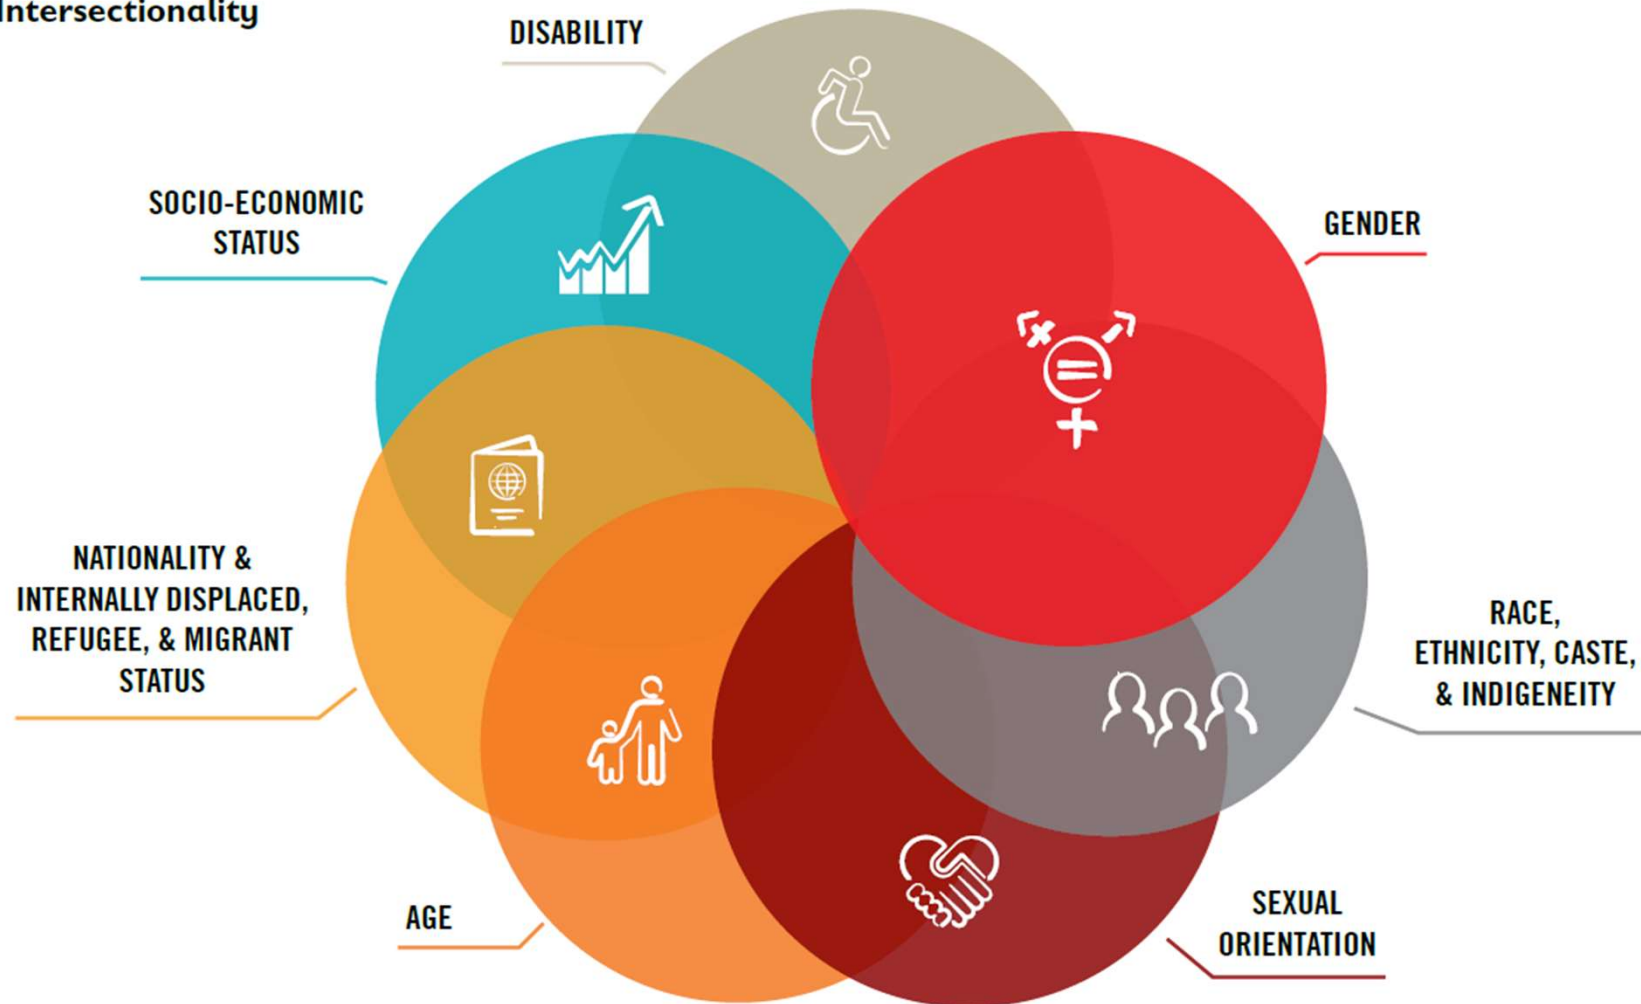 Intersectionality
DISABILITY
SOCIO-ECONOMIC
STATUS
GENDER
NATIONALITY &
INTERNALLY DISPLACED,
REFUGEE, & MIGRANT
STATUS
RACE,
ETHNICITY, CASTE,
& INDIGENEITY
AGE
SEXUAL
ORIENTATION